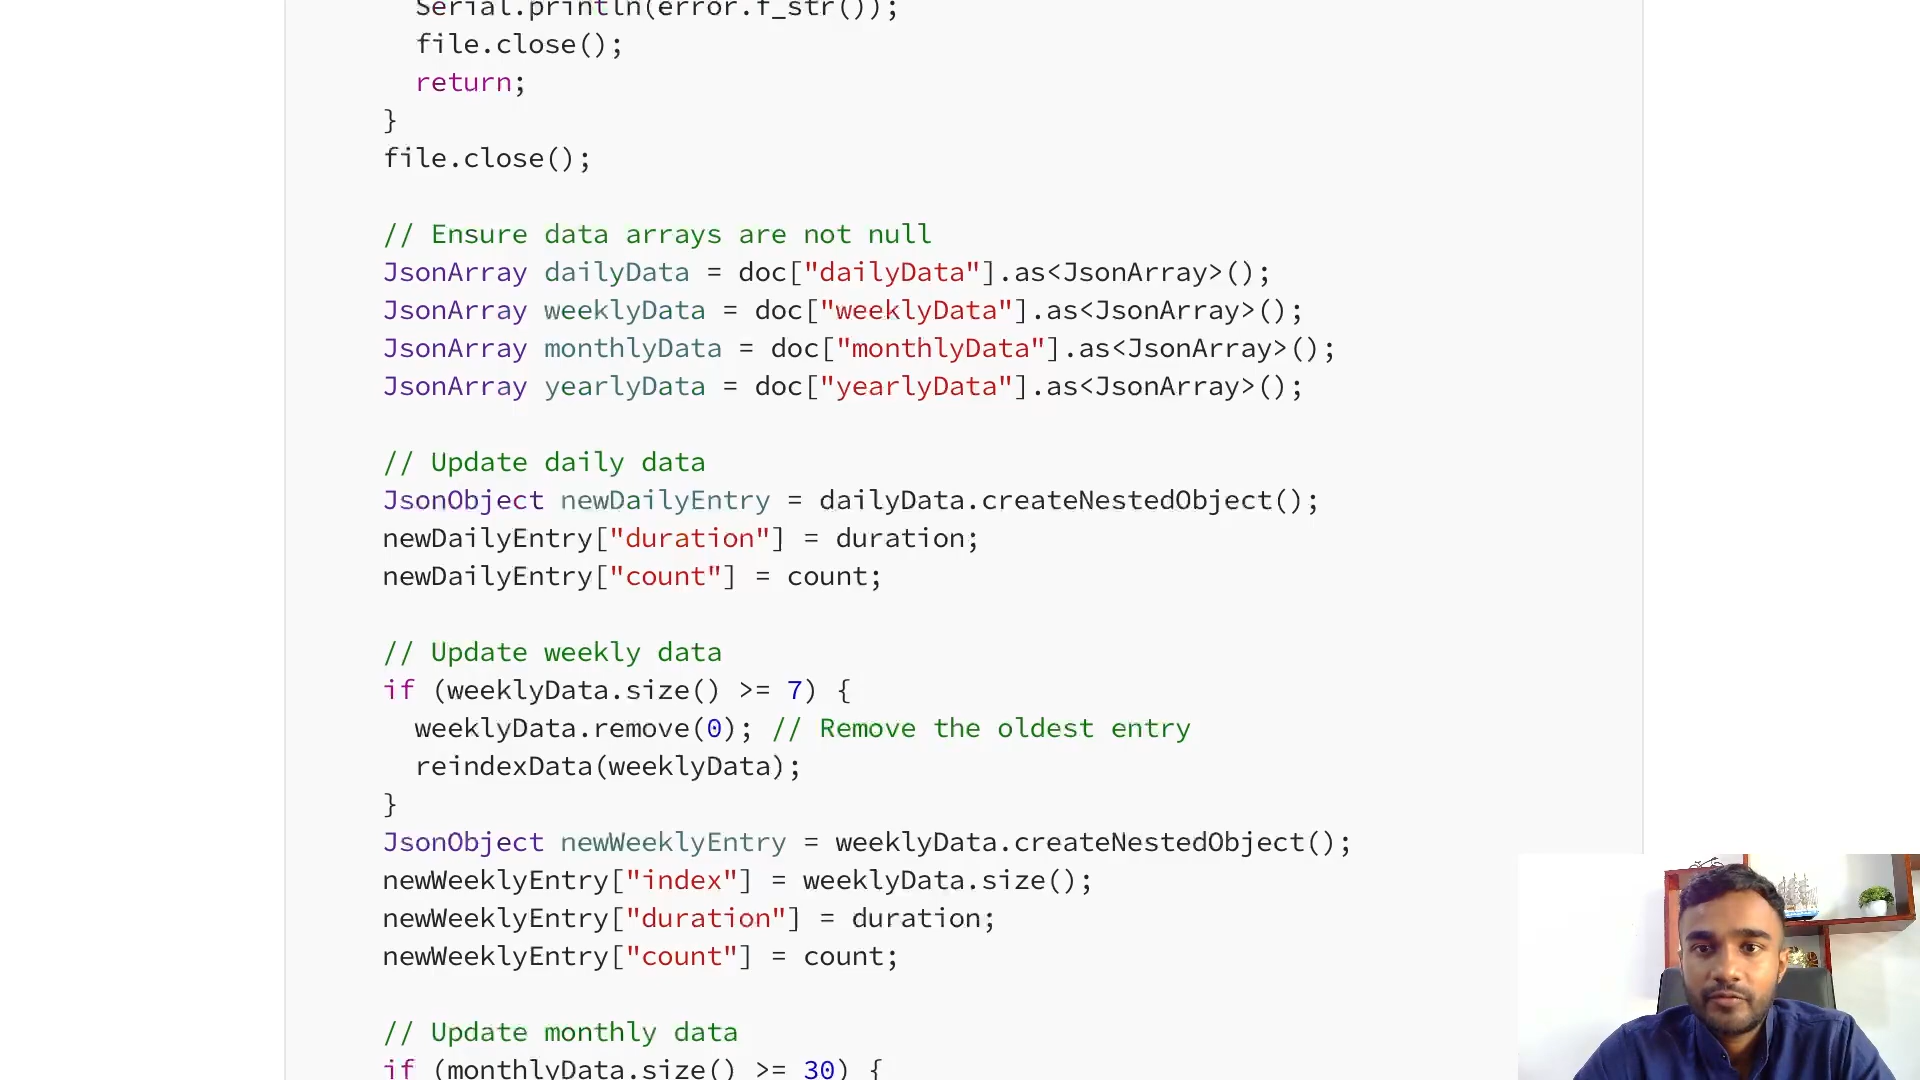 Serial.println(error.f_str());
file.close();
return;
}
file.close();
// Ensure data arrays are not null
JsonArray dailyData = doc["dailyData"].as<JsonArray>();
JsonArray weeklyData = doc["weeklyData"].as<JsonArray>();
JsonArray monthlyData = doc["monthlyData"].as<JsonArray>();
JsonArray yearlyData = doc["yearlyData"].as<JsonArray>();
// Update daily data
JsonObject newDailyEntry = dailyData.createNestedObject();
newDailyEntry["duration"] = duration;
newDailyEntry["count"] = count;
// Update weekly data
if (weeklyData.size() >= 7) {
weeklyData.remove(0); // Remove the oldest entry
reindexData(weeklyData);
}
JsonObject newWeeklyEntry = weeklyData.createNestedObject();
newWeeklyEntry["index"] = weeklyData.size();
newWeeklyEntry["duration"] = duration;
newWeeklyEntry["count"] = count;
// Update monthly data
if (monthlyData.size() >= 30) {